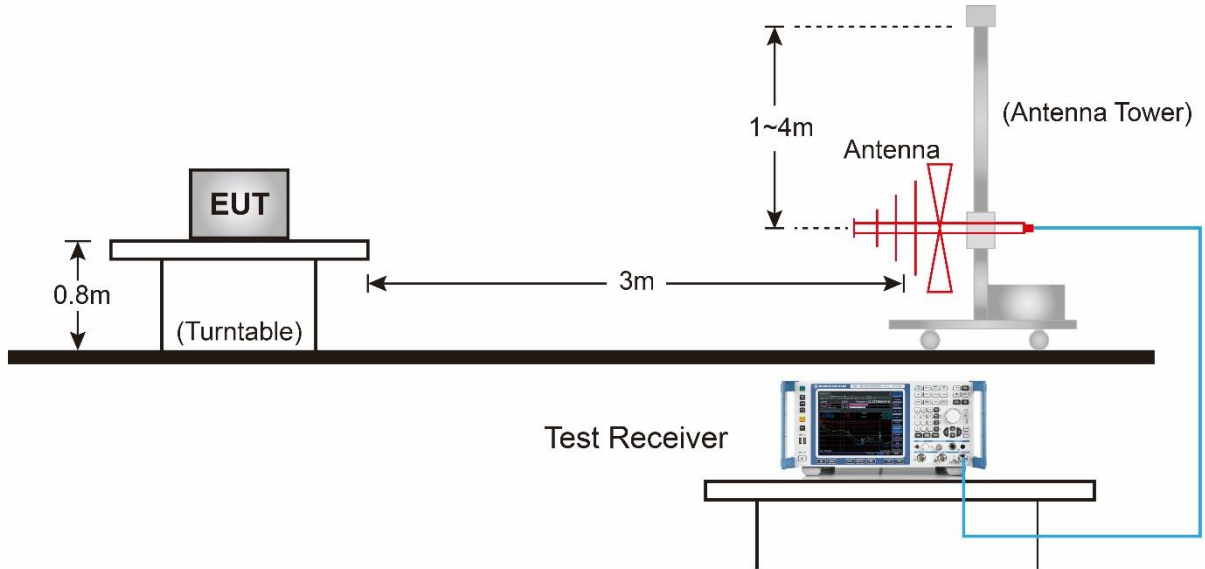 1~4m
(Antenna Tower)
Antenna
EUT
0.8m
3m
(Turntable)
Test Receiver